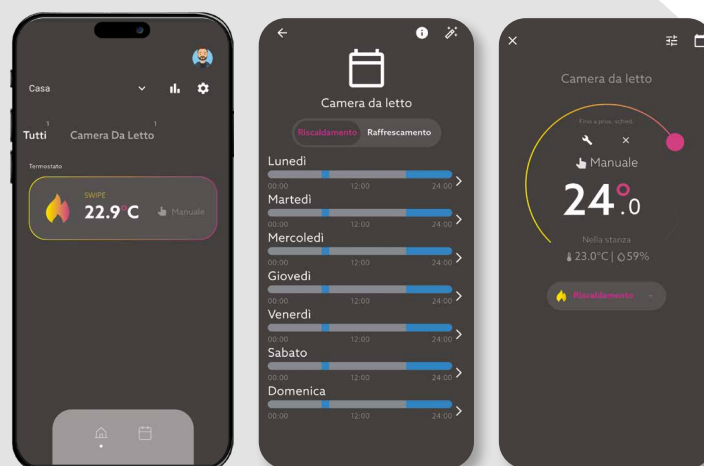 Casa
1
1
Tutti
Camera Da Letto
Termostato
SWIPE
22.9°C
Manuale
Camera da letto
Riscaldamento
Raffrescamento
Lunedì
00:00 12:00 24:00
Martedì
00:00 12:00 24:00
Mercoledì
00:00 12:00 24:00
Giovedì
00:00 12:00 24:00
Venerdì
00:00 12:00 24:00
Sabato
00:00 12:00 24:00
Domenica
00:00 12:00 24:00
Camera da letto
Fino a pros. sched.
Manuale
24°.0
Nella stanza
23.0°C | 59%
Riscaldamento